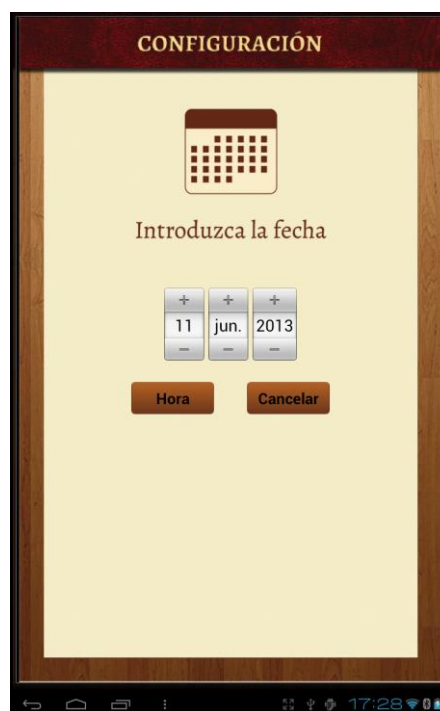 CONFIGURACIÓN
Introduzca la fecha
+ + +
11 jun. 2013
− − −
Hora Cancelar
17:28